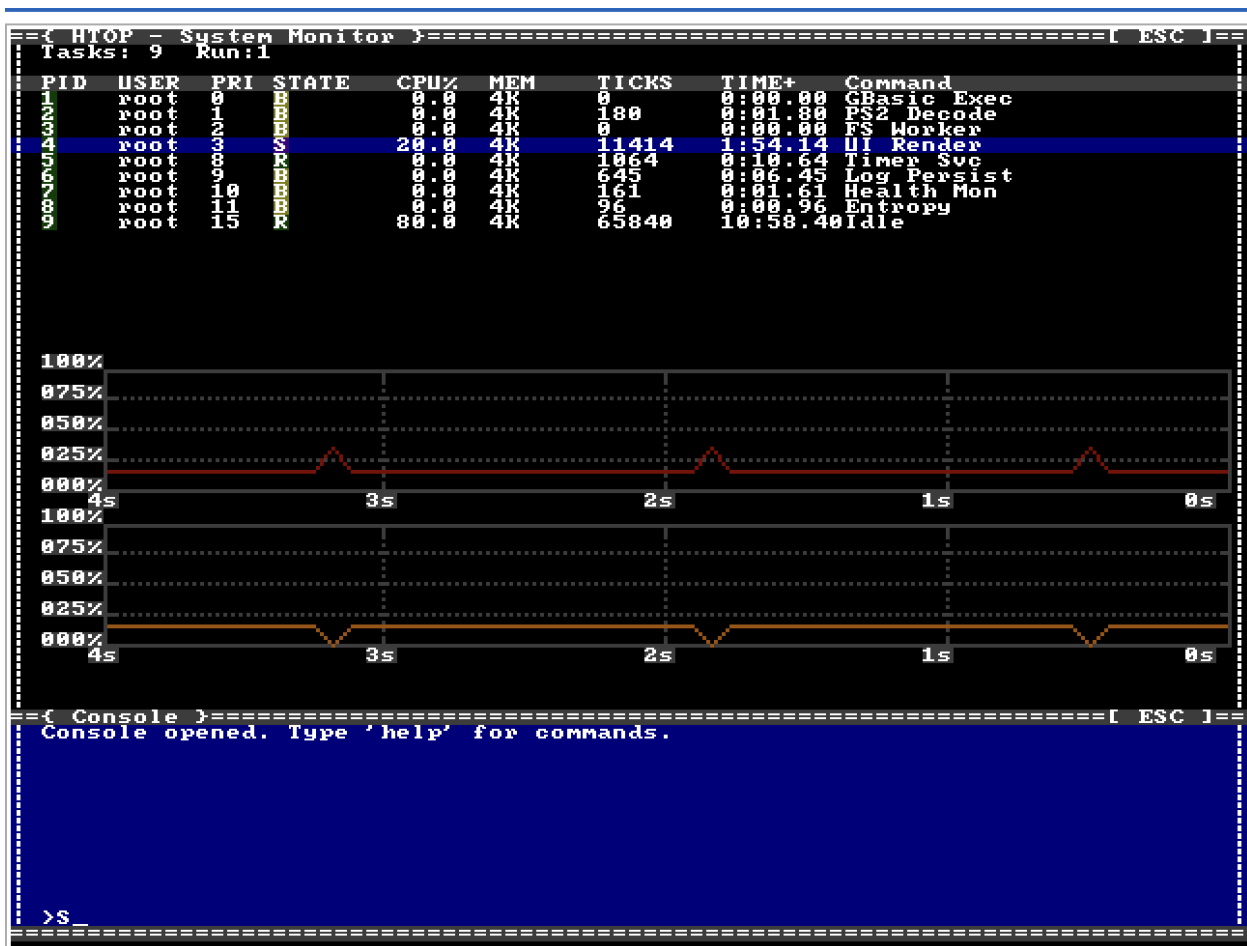 =={ HTOP - System Monitor }============================================[ ESC ]==
Tasks: 9  Run:1
PID  USER  PRI STATE   CPU%  MEM    TICKS   TIME+   Command
1    root  0   B        0.0  4K     0       0:00.00 GBasic Exec
2    root  1   B        0.0  4K     180     0:01.80 PS2 Decode
3    root  2   B        0.0  4K     0       0:00.00 FS Worker
4    root  3   S       20.0  4K     11414   1:54.14 UI Render
5    root  8   R        0.0  4K     1064    0:10.64 Timer Svc
6    root  9   B        0.0  4K     645     0:06.45 Log Persist
7    root  10  B        0.0  4K     161     0:01.61 Health Mon
8    root  11  B        0.0  4K     96      0:00.96 Entropy
9    root  15  R       80.0  4K     65840   10:58.40Idle
100%
075%
050%
025%
000%
4s 3s 2s 1s 0s
100%
075%
050%
025%
000%
4s 3s 2s 1s 0s
=={ Console }==========================================================[ ESC ]==
Console opened. Type 'help' for commands.
>S_